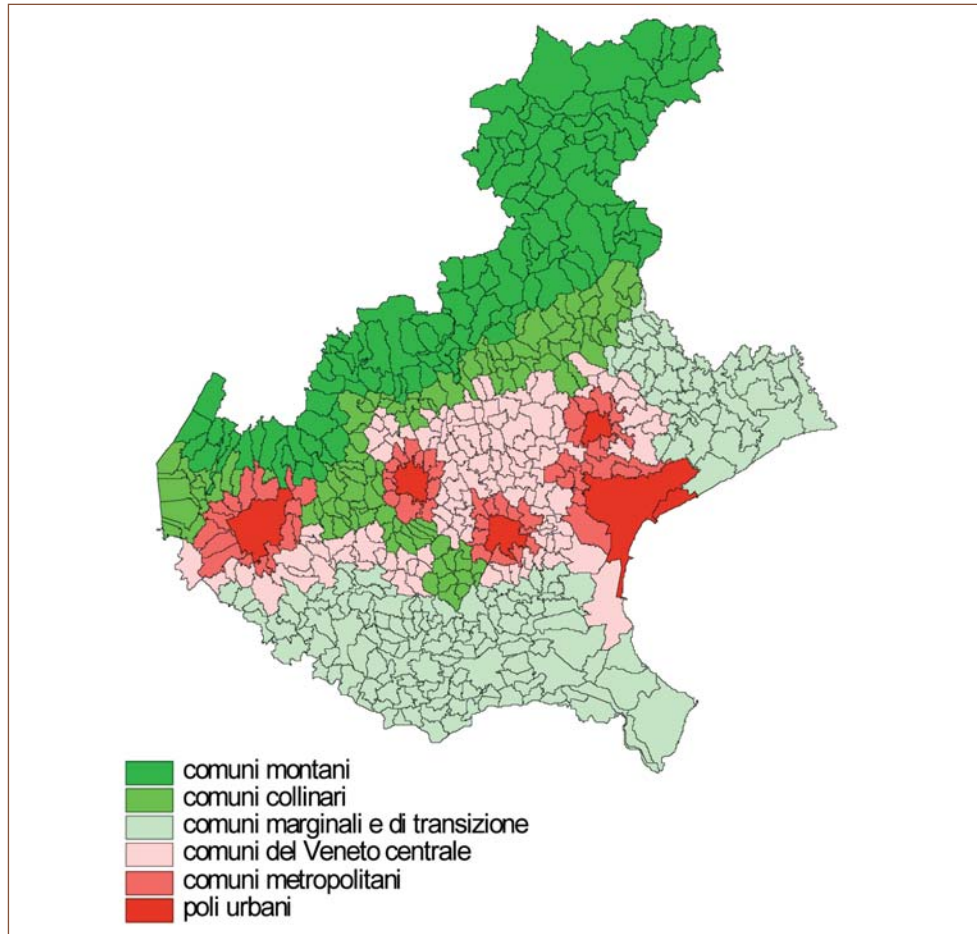 comuni montani
comuni collinari
comuni marginali e di transizione
comuni del Veneto centrale
comuni metropolitani
poli urbani